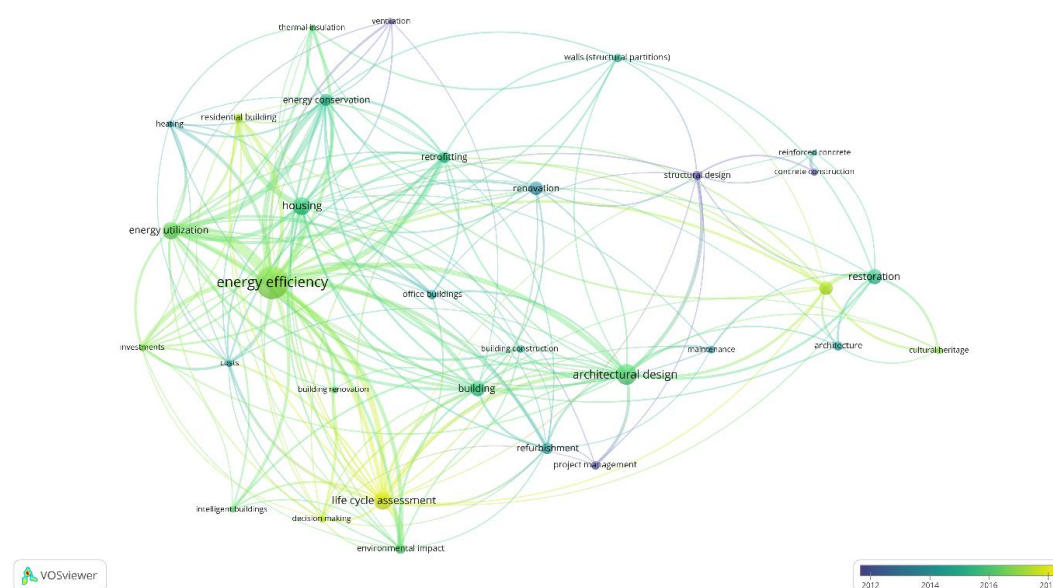 ventilation
thermal insulation
walls (structural partitions)
energy conservation
residential building
heating
reinforced concrete
retrofitting
concrete construction
structural design
renovation
housing
energy utilization
restoration
energy efficiency
office buildings
architecture
investments
building construction
maintenance
cultural heritage
costs
architectural design
building renovation
building
refurbishment
project management
life cycle assessment
intelligent buildings
decision making
environmental impact
VOSviewer
2012
2014
2016